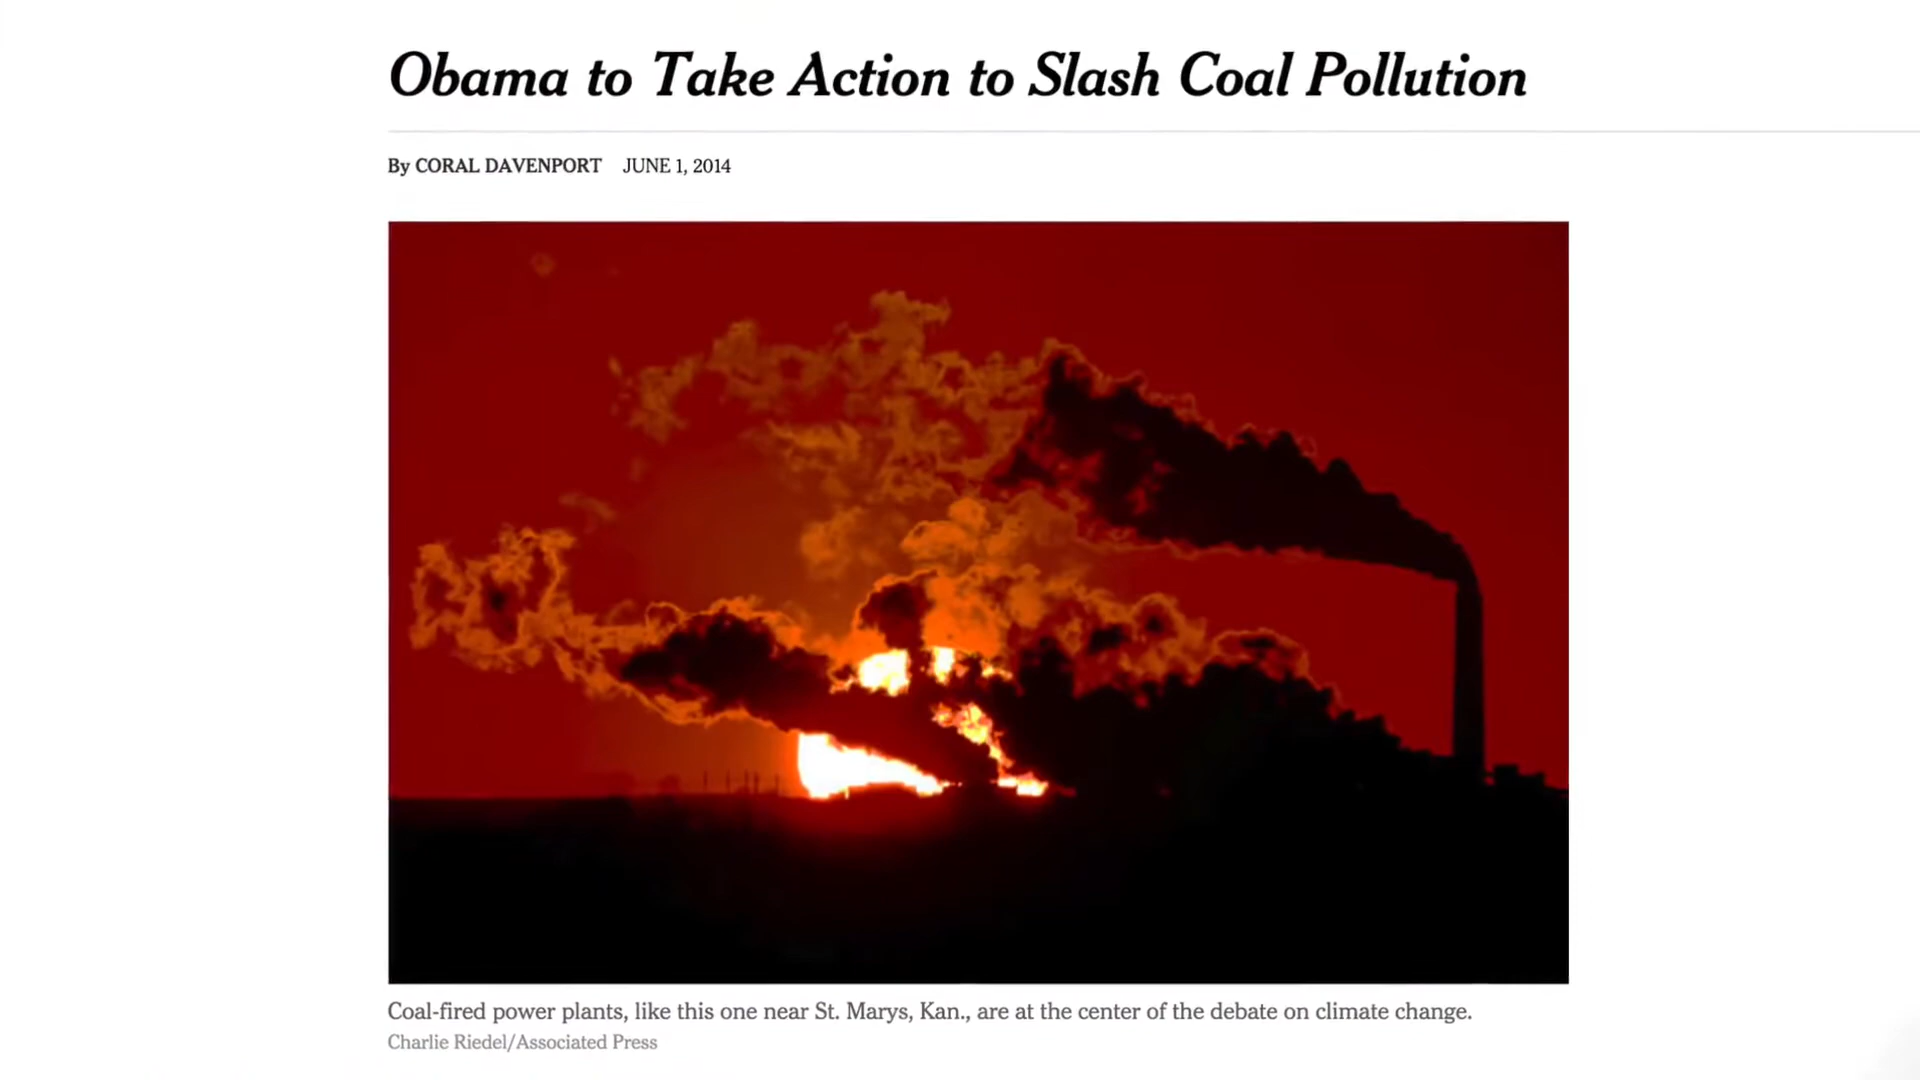 Obama to Take Action to Slash Coal Pollution
By CORAL DAVENPORT JUNE 1, 2014
Coal-fired power plants, like this one near St. Marys, Kan., are at the center of the debate on climate change.
Charlie Riedel/Associated Press